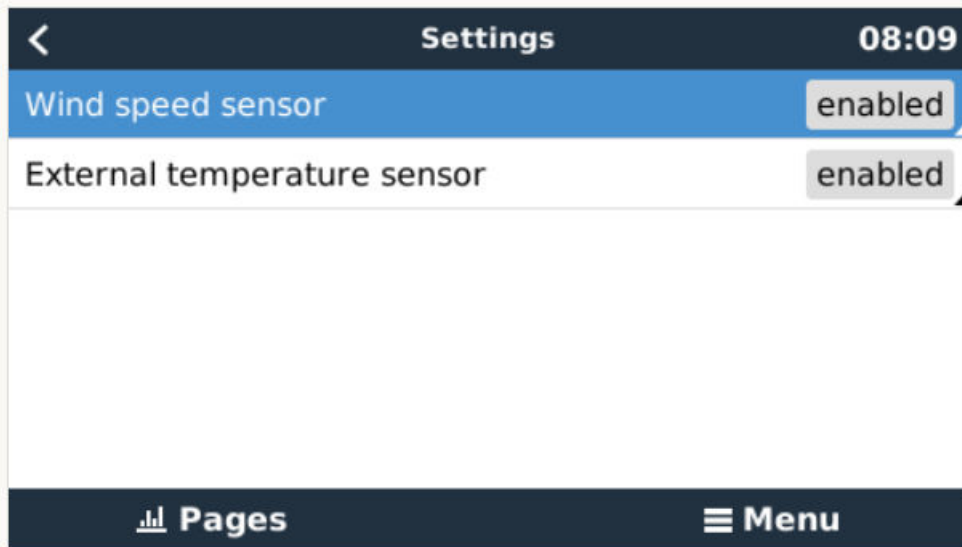 Settings 08:09
Wind speed sensor enabled
External temperature sensor enabled
Pages Menu